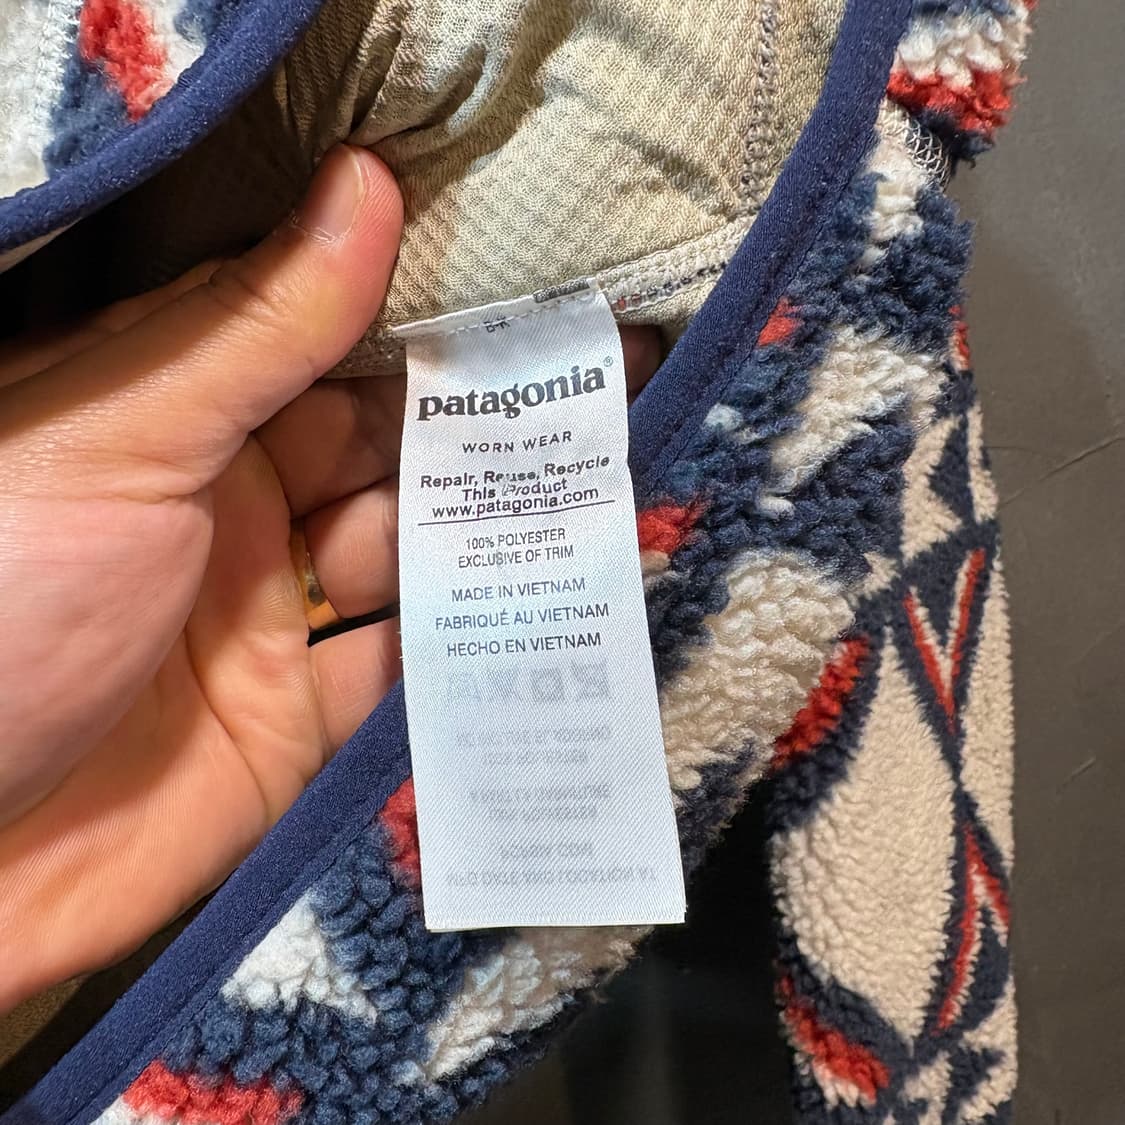 patagonia®
WORN WEAR
Repair, Reuse, Recycle
This Product
www.patagonia.com
100% POLYESTER
EXCLUSIVE OF TRIM
MADE IN VIETNAM
FABRIQUÉ AU VIETNAM
HECHO EN VIETNAM